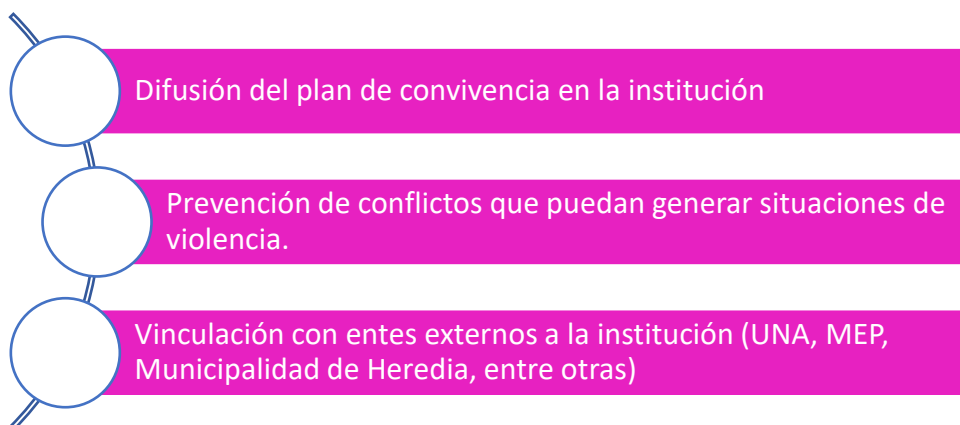 Difusión del plan de convivencia en la institución
Prevención de conflictos que puedan generar situaciones de
violencia.
Vinculación con entes externos a la institución (UNA, MEP,
Municipalidad de Heredia, entre otras)